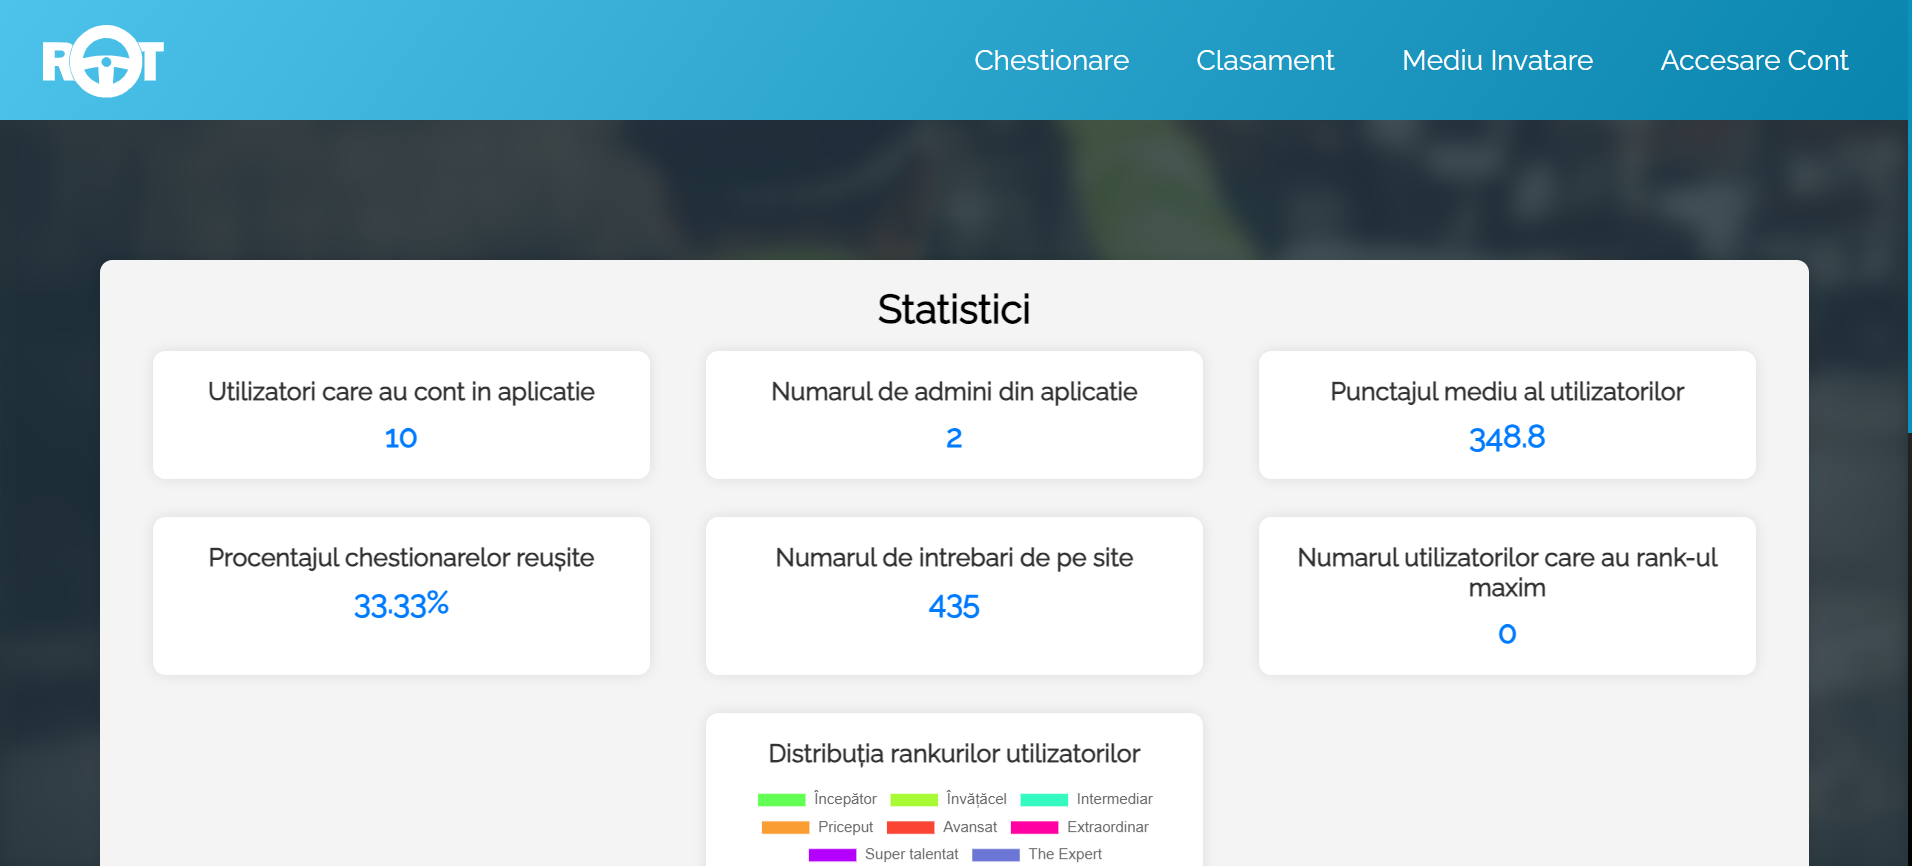 ROT
Chestionare Clasament Mediu Invatare Accesare Cont
Statistici
Utilizatori care au cont in aplicatie
10
Numarul de admini din aplicatie
2
Punctajul mediu al utilizatorilor
348.8
Procentajul chestionarelor reușite
33.33%
Numarul de intrebari de pe site
435
Numarul utilizatorilor care au rank-ul
maxim
0
Distribuția rankurilor utilizatorilor
Începător Învățăcel Intermediar
Priceput Avansat Extraordinar
Super talentat The Expert